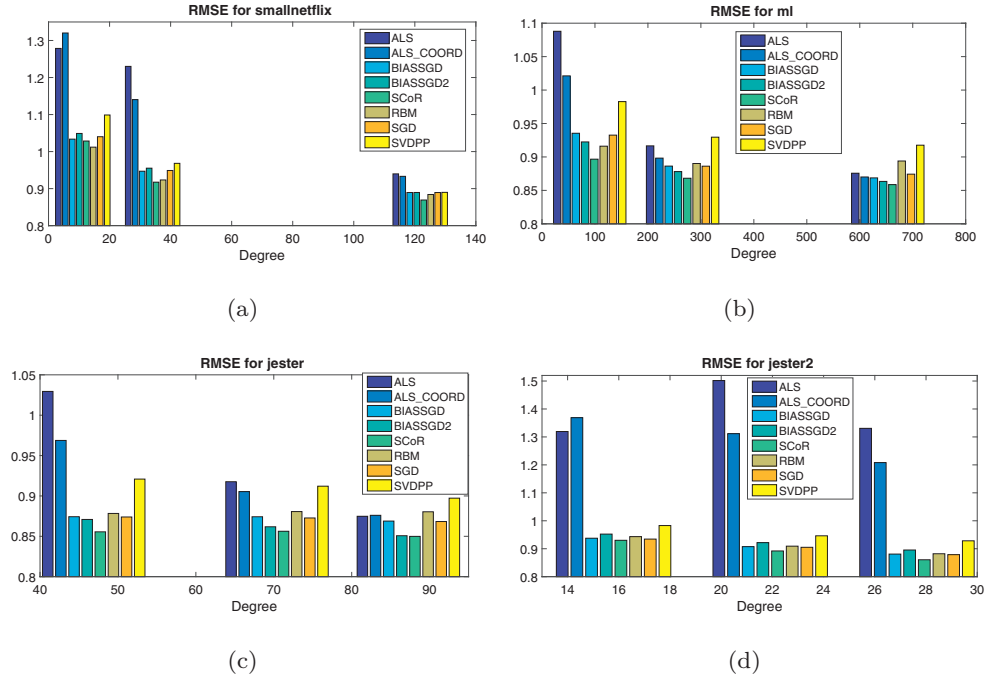 RMSE for smallnetflix
1.3
1.2
1.1
1
0.9
0.8
ALS
ALS_COORD
BIASSGD
BIASSGD2
SCoR
RBM
SGD
SVDPP
0 20 40 60 80 100 120 140
Degree
(a)
RMSE for ml
1.1
1.05
1
0.95
0.9
0.85
0.8
ALS
ALS_COORD
BIASSGD
BIASSGD2
SCoR
RBM
SGD
SVDPP
0 100 200 300 400 500 600 700 800
Degree
(b)
RMSE for jester
1.05
1
0.95
0.9
0.85
0.8
ALS
ALS_COORD
BIASSGD
BIASSGD2
SCoR
RBM
SGD
SVDPP
40 50 60 70 80 90
Degree
(c)
RMSE for jester2
1.5
1.4
1.3
1.2
1.1
1
0.9
0.8
ALS
ALS_COORD
BIASSGD
BIASSGD2
SCoR
RBM
SGD
SVDPP
14 16 18 20 22 24 26 28 30
Degree
(d)